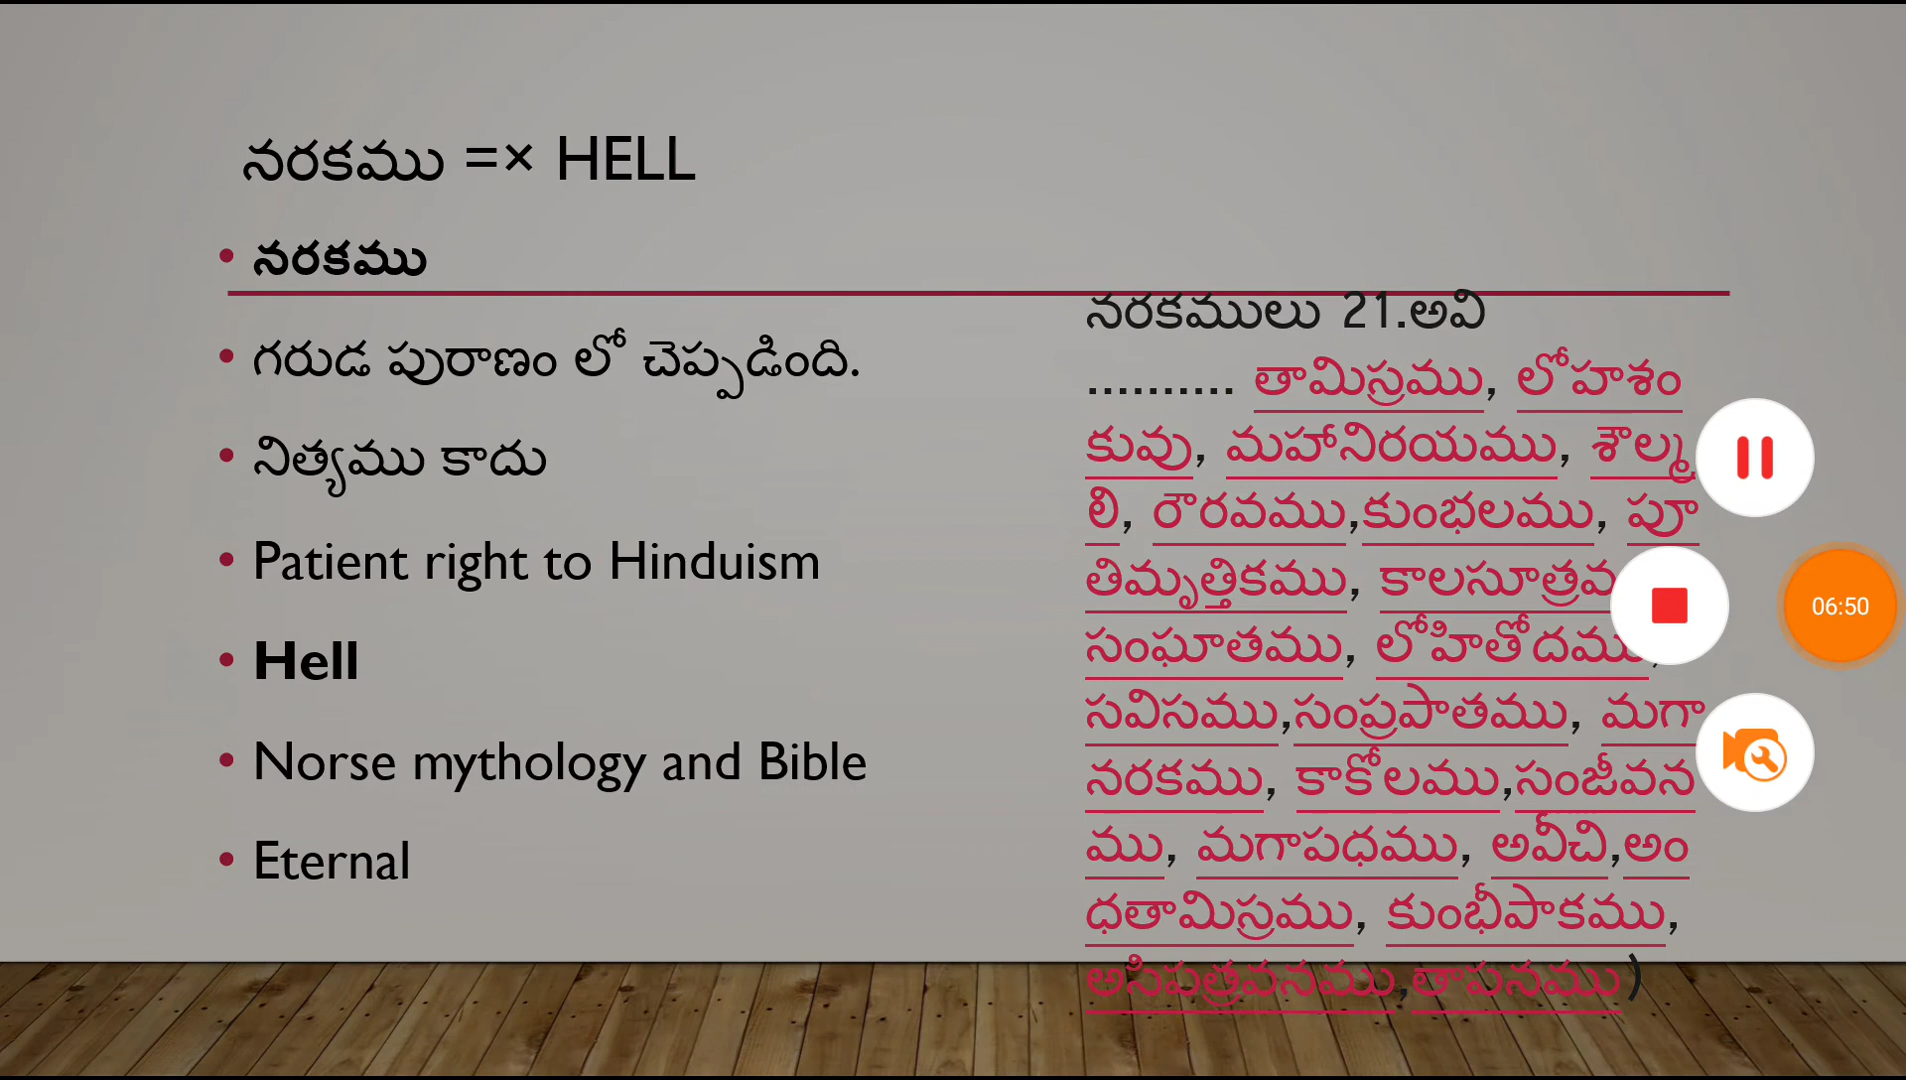 నరకము =× HELL
• నరకము
• గరుడ పురాణం లో చెప్పడింది.
• నిత్యము కాదు
• Patient right to Hinduism
• Hell
• Norse mythology and Bible
• Eternal
నరకములు 21.అవి
.......... తామిస్రము, లోహశం
కువు, మహానిరయము, శౌల్మ
లి, రౌరవము,కుంభలము, పూ
తిమృత్తికము, కాలసూత్రవ
సంఘాతము, లోహితోదము,
సవిసము,సంప్రపాతము, మగా
నరకము, కాకోలము,సంజీవన
ము, మగాపధము, అవీచి,అం
ధతామిస్రము, కుంభీపాకము,
అసిపత్రవనము,తాపనము)
06:50